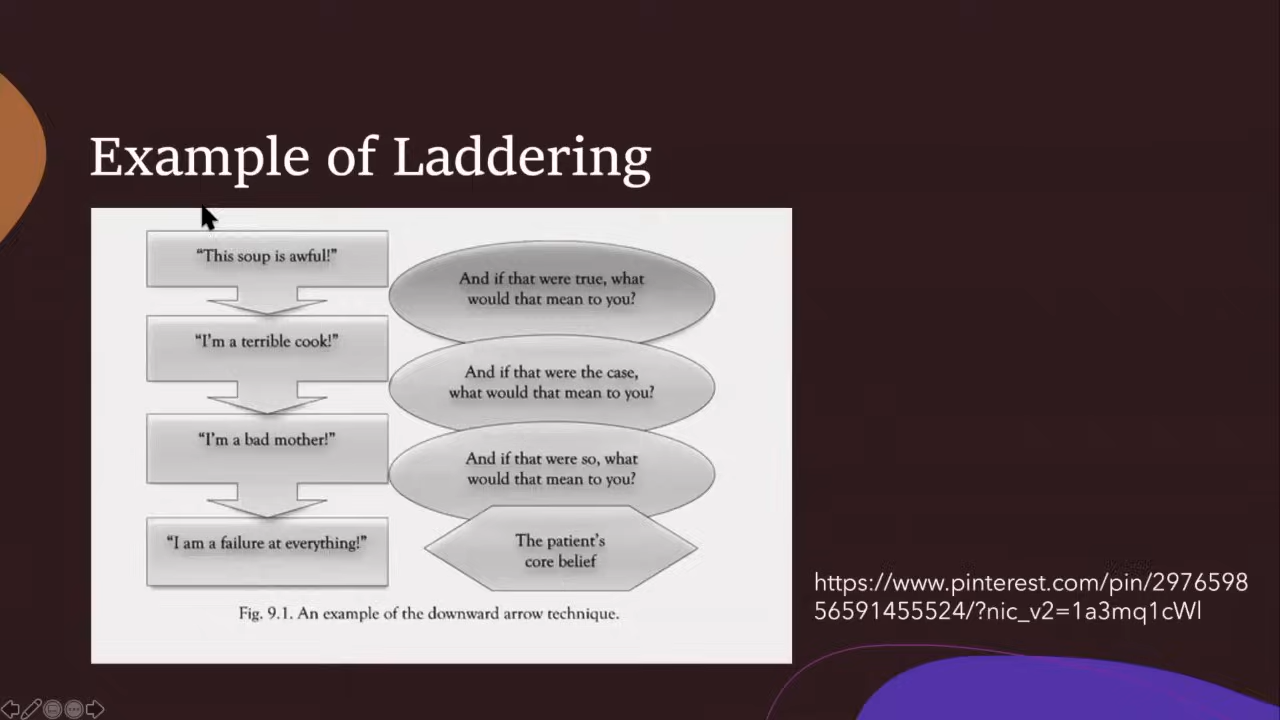 Example of Laddering
“This soup is awful!”
And if that were true, what
would that mean to you?
“I'm a terrible cook!”
And if that were the case,
what would that mean to you?
“I'm a bad mother!”
And if that were so, what
would that mean to you?
“I am a failure at everything!”
The patient's
core belief
Fig. 9.1. An example of the downward arrow technique.
https://www.pinterest.com/pin/2976598
56591455524/?nic_v2=1a3mq1cWl